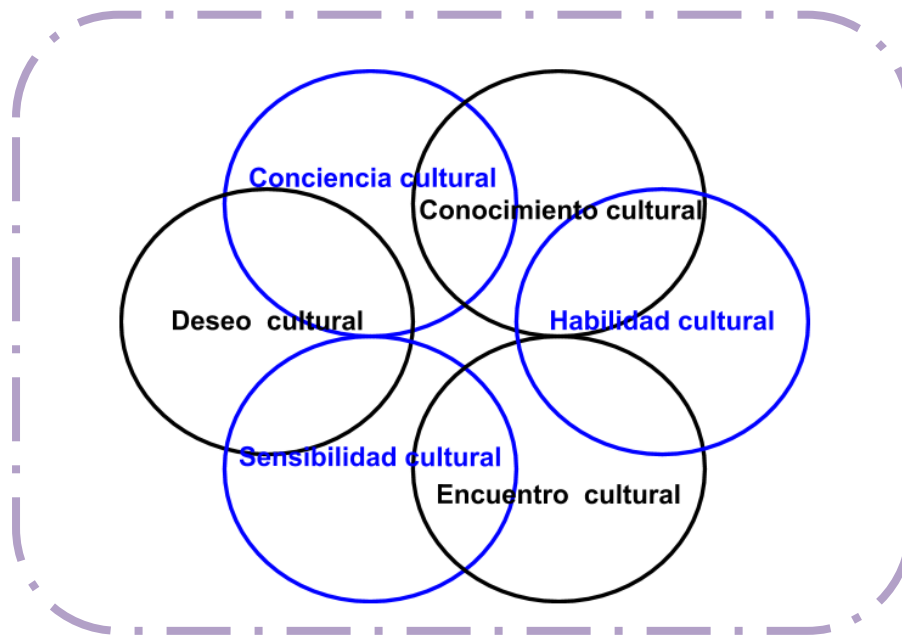 Conciencia cultural
Conocimiento cultural
Deseo cultural
Habilidad cultural
Sensibilidad cultural
Encuentro cultural